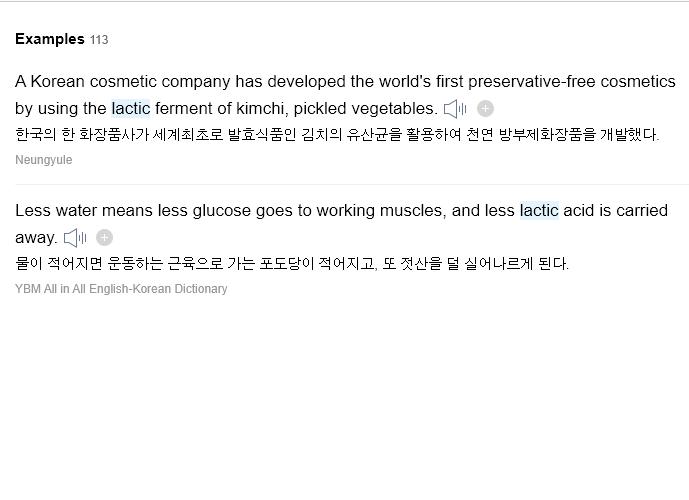 Examples 113
A Korean cosmetic company has developed the world's first preservative-free cosmetics
by using the lactic ferment of kimchi, pickled vegetables.
한국의 한 화장품사가 세계최초로 발효식품인 김치의 유산균을 활용하여 천연 방부제화장품을 개발했다.
Neungyule
Less water means less glucose goes to working muscles, and less lactic acid is carried
away.
물이 적어지면 운동하는 근육으로 가는 포도당이 적어지고, 또 젓산을 덜 실어나르게 된다.
YBM All in All English-Korean Dictionary